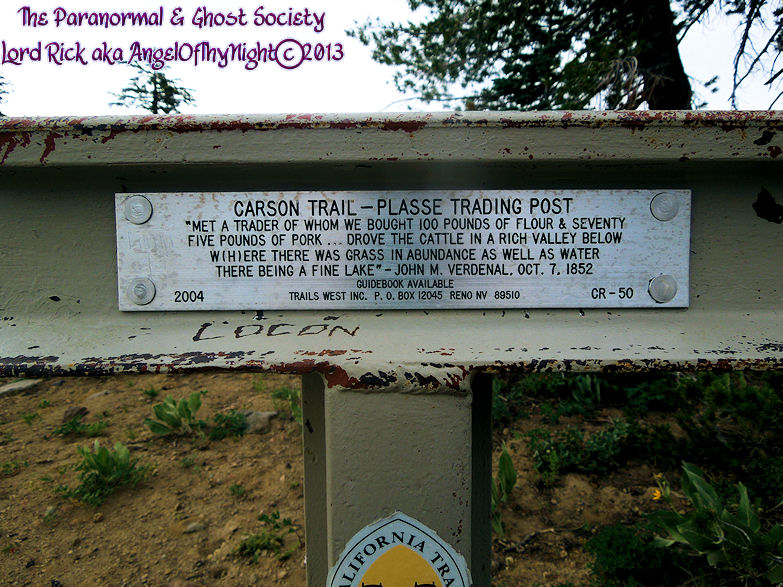 The Paranormal & Ghost Society
Lord Rick aka AngelOfThyNight©2013
CARSON TRAIL - PLASSE TRADING POST
"MET A TRADER OF WHOM WE BOUGHT 100 POUNDS OF FLOUR & SEVENTY
FIVE POUNDS OF PORK ... DROVE THE CATTLE IN A RICH VALLEY BELOW
W(H)ERE THERE WAS GRASS IN ABUNDANCE AS WELL AS WATER
THERE BEING A FINE LAKE" - JOHN M. VERDENAL, OCT. 7, 1852
GUIDEBOOK AVAILABLE
2004 TRAILS WEST INC. P. O. BOX 12045 RENO NV 89510 CR - 50
LOCON
CALIFORNIA TRA